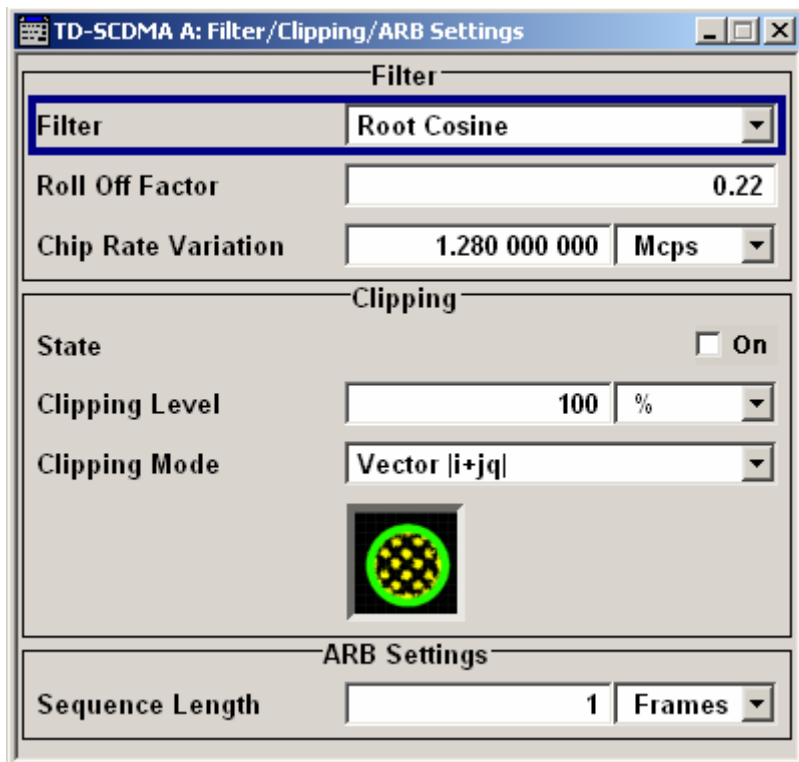 TD-SCDMA A: Filter/Clipping/ARB Settings
Filter
Filter Root Cosine
Roll Off Factor 0.22
Chip Rate Variation 1.280 000 000 Mcps
Clipping
State On
Clipping Level 100 %
Clipping Mode Vector |i+jq|
ARB Settings
Sequence Length 1 Frames